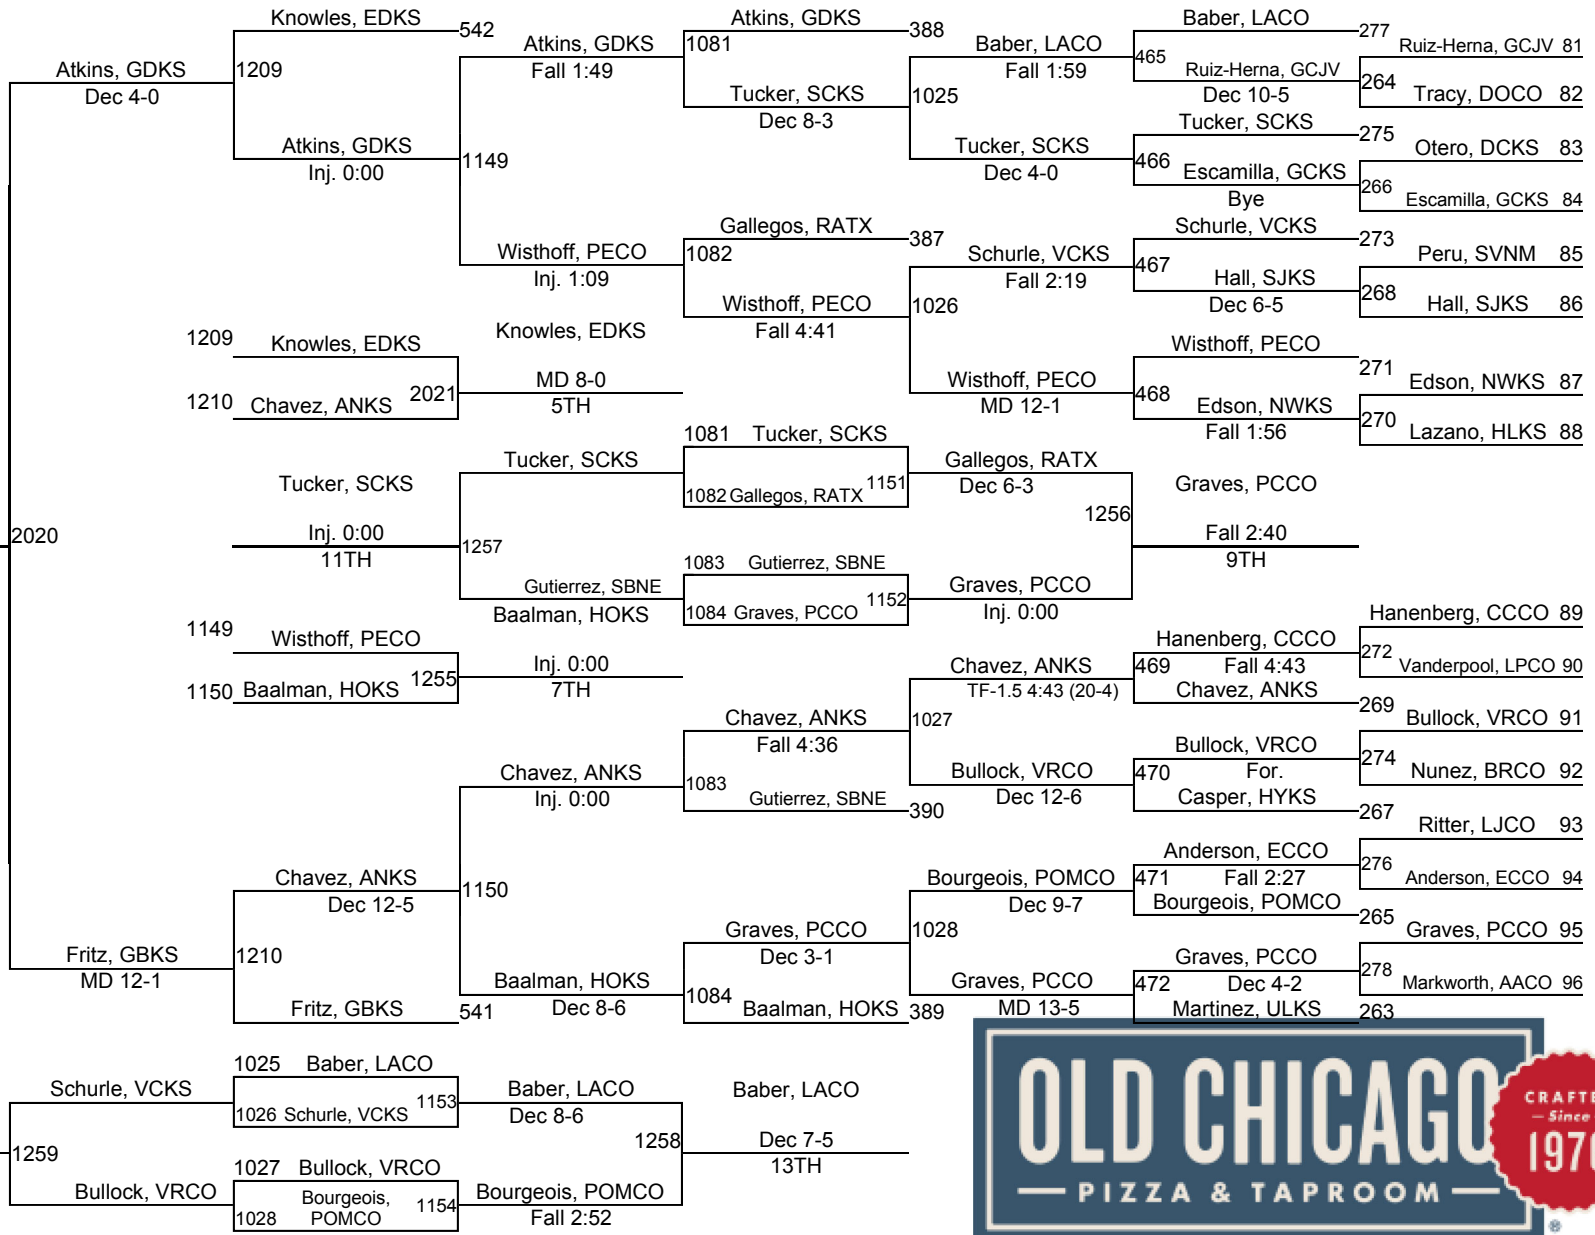 Knowles, EDKS
542
Atkins, GDKS
388
Baber, LACO
277
Atkins, GDKS
1081
Baber, LACO
Ruiz-Herna, GCJV 81
Atkins, GDKS
1209
Fall 1:49
Fall 1:59
465
Ruiz-Herna, GCJV
264
Dec 4-0
Tucker, SCKS
1025
Dec 10-5
Tracy, DOCO 82
Dec 8-3
Tucker, SCKS
275
Atkins, GDKS
1149
Tucker, SCKS
466
Otero, DCKS 83
Inj. 0:00
Dec 4-0
Escamilla, GCKS
266
Bye
Escamilla, GCKS 84
Gallegos, RATX
387
Schurle, VCKS
273
Wisthoff, PECO
1082
Schurle, VCKS
467
Peru, SVNM 85
Inj. 1:09
Fall 2:19
Hall, SJKS
268
Wisthoff, PECO
1026
Dec 6-5
Hall, SJKS 86
1209
Knowles, EDKS
Knowles, EDKS
Fall 4:41
Wisthoff, PECO
271
2021
MD 8-0
Wisthoff, PECO
468
Edson, NWKS 87
1210
Chavez, ANKS
5TH
MD 12-1
Edson, NWKS
270
Fall 1:56
Lazano, HLKS 88
1081 Tucker, SCKS
Tucker, SCKS
Gallegos, RATX
Tucker, SCKS
1082 Gallegos, RATX
1151
Dec 6-3
Graves, PCCO
1256
2020
Inj. 0:00
1257
Fall 2:40
11TH
1083 Gutierrez, SBNE
9TH
Gutierrez, SBNE
1152
Graves, PCCO
Baalman, HOKS
1084 Graves, PCCO
Inj. 0:00
Hanenberg, CCCO 89
1149
Wisthoff, PECO
Hanenberg, CCCO
272
Inj. 0:00
Chavez, ANKS
469
Fall 4:43
Vanderpool, LPCO 90
1150 Baalman, HOKS
1255
7TH
TF-1.5 4:43 (20-4)
Chavez, ANKS
269
Chavez, ANKS
1027
Bullock, VRCO 91
Fall 4:36
Bullock, VRCO
274
Chavez, ANKS
1083
Bullock, VRCO
470
For.
Nunez, BRCO 92
Inj. 0:00
Gutierrez, SBNE
390
Dec 12-6
Casper, HYKS
267
Ritter, LJCO 93
Anderson, ECCO
276
Chavez, ANKS
1150
Bourgeois, POMCO
471
Fall 2:27
Anderson, ECCO 94
Dec 12-5
Dec 9-7
Bourgeois, POMCO
265
Graves, PCCO
1028
Graves, PCCO 95
Fritz, GBKS
1210
Dec 3-1
Graves, PCCO
278
MD 12-1
Baalman, HOKS
1084
Graves, PCCO
472
Dec 4-2
Markworth, AACO 96
Fritz, GBKS
541
Dec 8-6
Baalman, HOKS
389
MD 13-5
Martinez, ULKS
263
1025 Baber, LACO
Schurle, VCKS
1153
Baber, LACO
Baber, LACO
1026 Schurle, VCKS
Dec 8-6
1259
1258
Dec 7-5
1027 Bullock, VRCO
13TH
Bullock, VRCO
Bourgeois,
POMCO
1154
Bourgeois, POMCO
1028
Fall 2:52
OLD CHICAGO
PIZZA & TAPROOM
Since
®